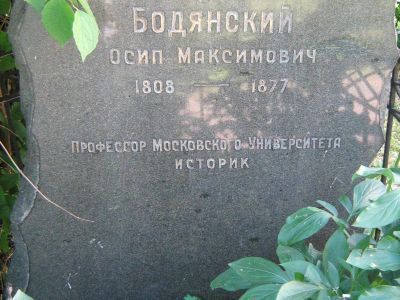 Бодянский
Осип Максимович
1808 — 1877
Профессор Московского Университета
историк